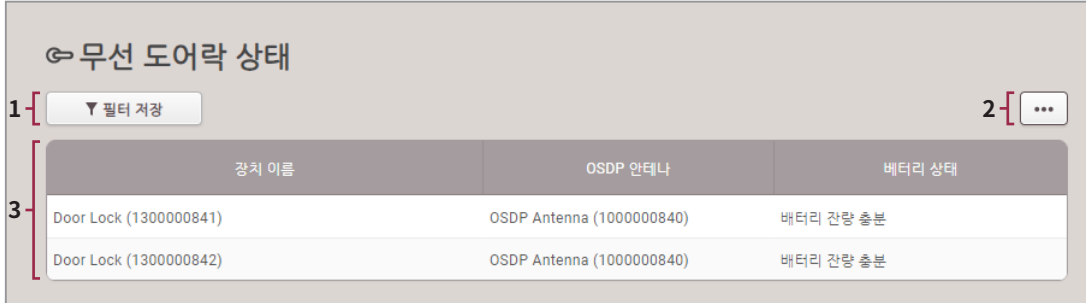 무선 도어락 상태
1 필터 저장 2 •••
장치 이름 OSDP 안테나 베터리 상태
3
Door Lock (1300000841) OSDP Antenna (1000000840) 배터리 잔량 충분
Door Lock (1300000842) OSDP Antenna (1000000840) 배터리 잔량 충분